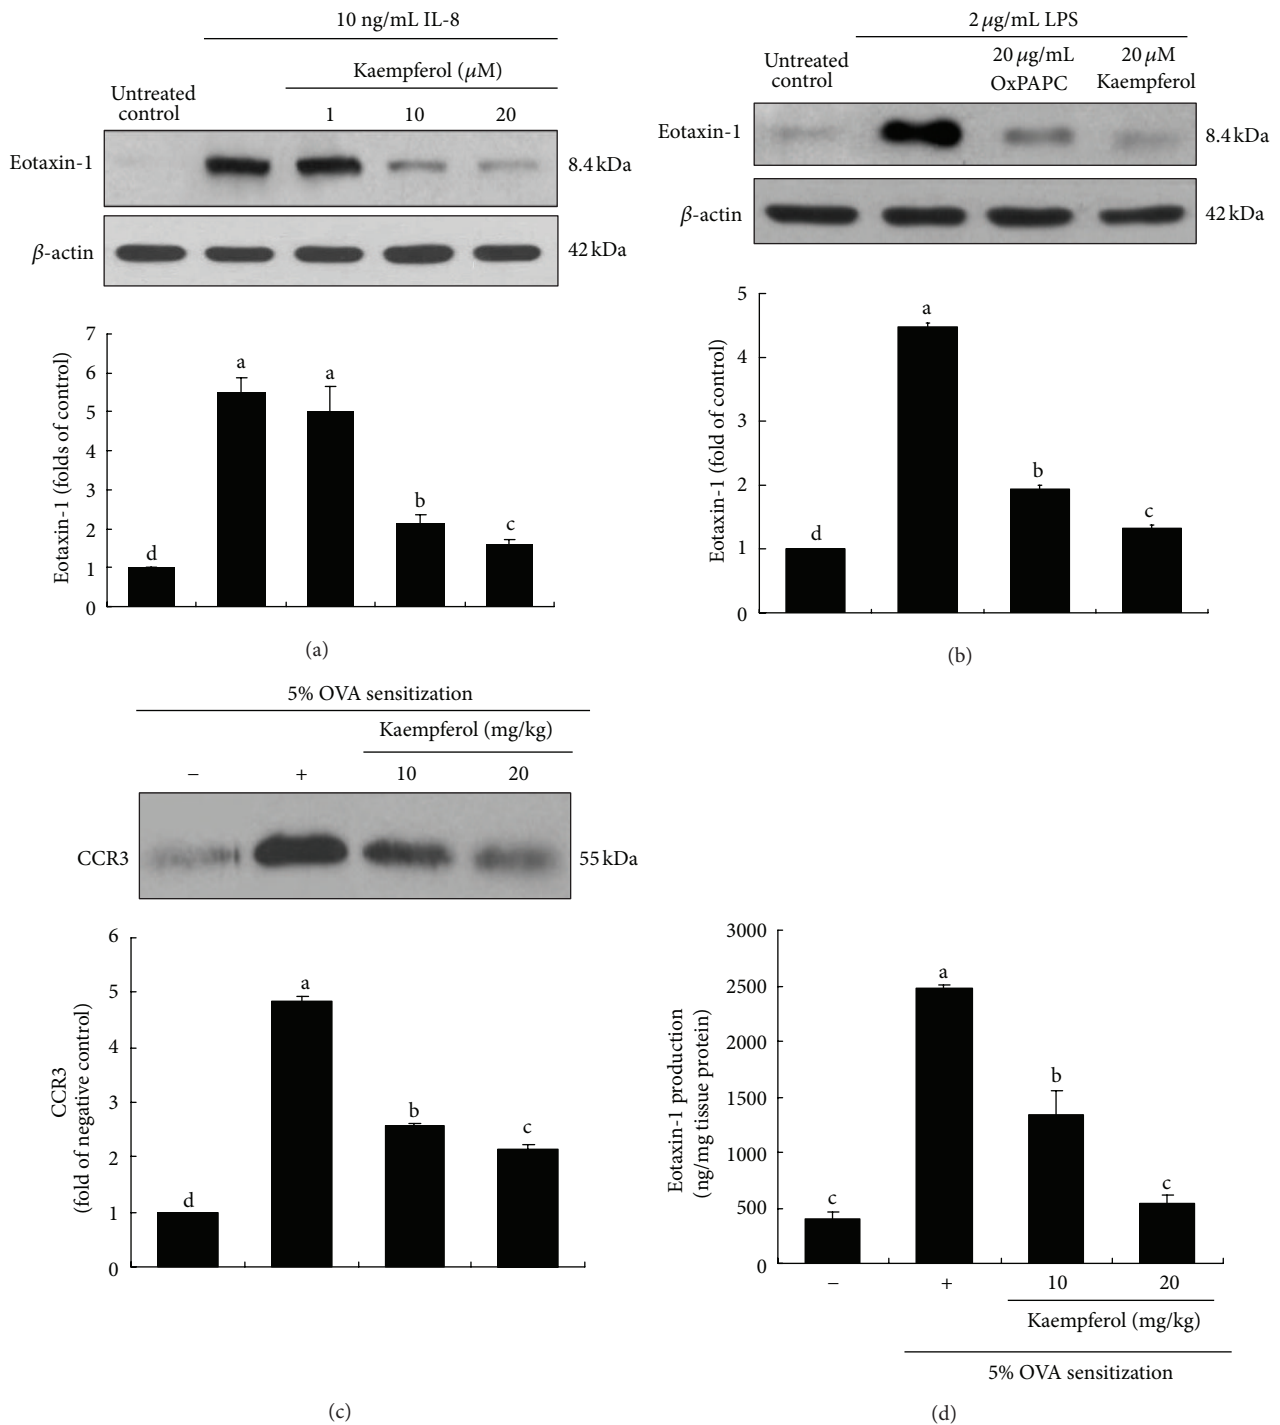 10 ng/mL IL-8
Kaempferol (μM)
Untreated
control
1 10 20
Eotaxin-1
8.4 kDa
β-actin
42 kDa
7
6
5
4
3
2
1
0
Eotaxin-1 (folds of control)
d
a
a
b
c
(a)
2 μg/mL LPS
Untreated
control
20 μg/mL
OxPAPC
20 μM
Kaempferol
Eotaxin-1
8.4 kDa
β-actin
42 kDa
5
4
3
2
1
0
Eotaxin-1 (fold of control)
d
a
b
c
(b)
5% OVA sensitization
Kaempferol (mg/kg)
− + 10 20
CCR3
55 kDa
6
5
4
3
2
1
0
CCR3
(fold of negative control)
d
a
b
c
(c)
3000
2500
2000
1500
1000
500
0
Eotaxin-1 production
(ng/mg tissue protein)
c
a
b
c
− + 10 20
Kaempferol (mg/kg)
5% OVA sensitization
(d)